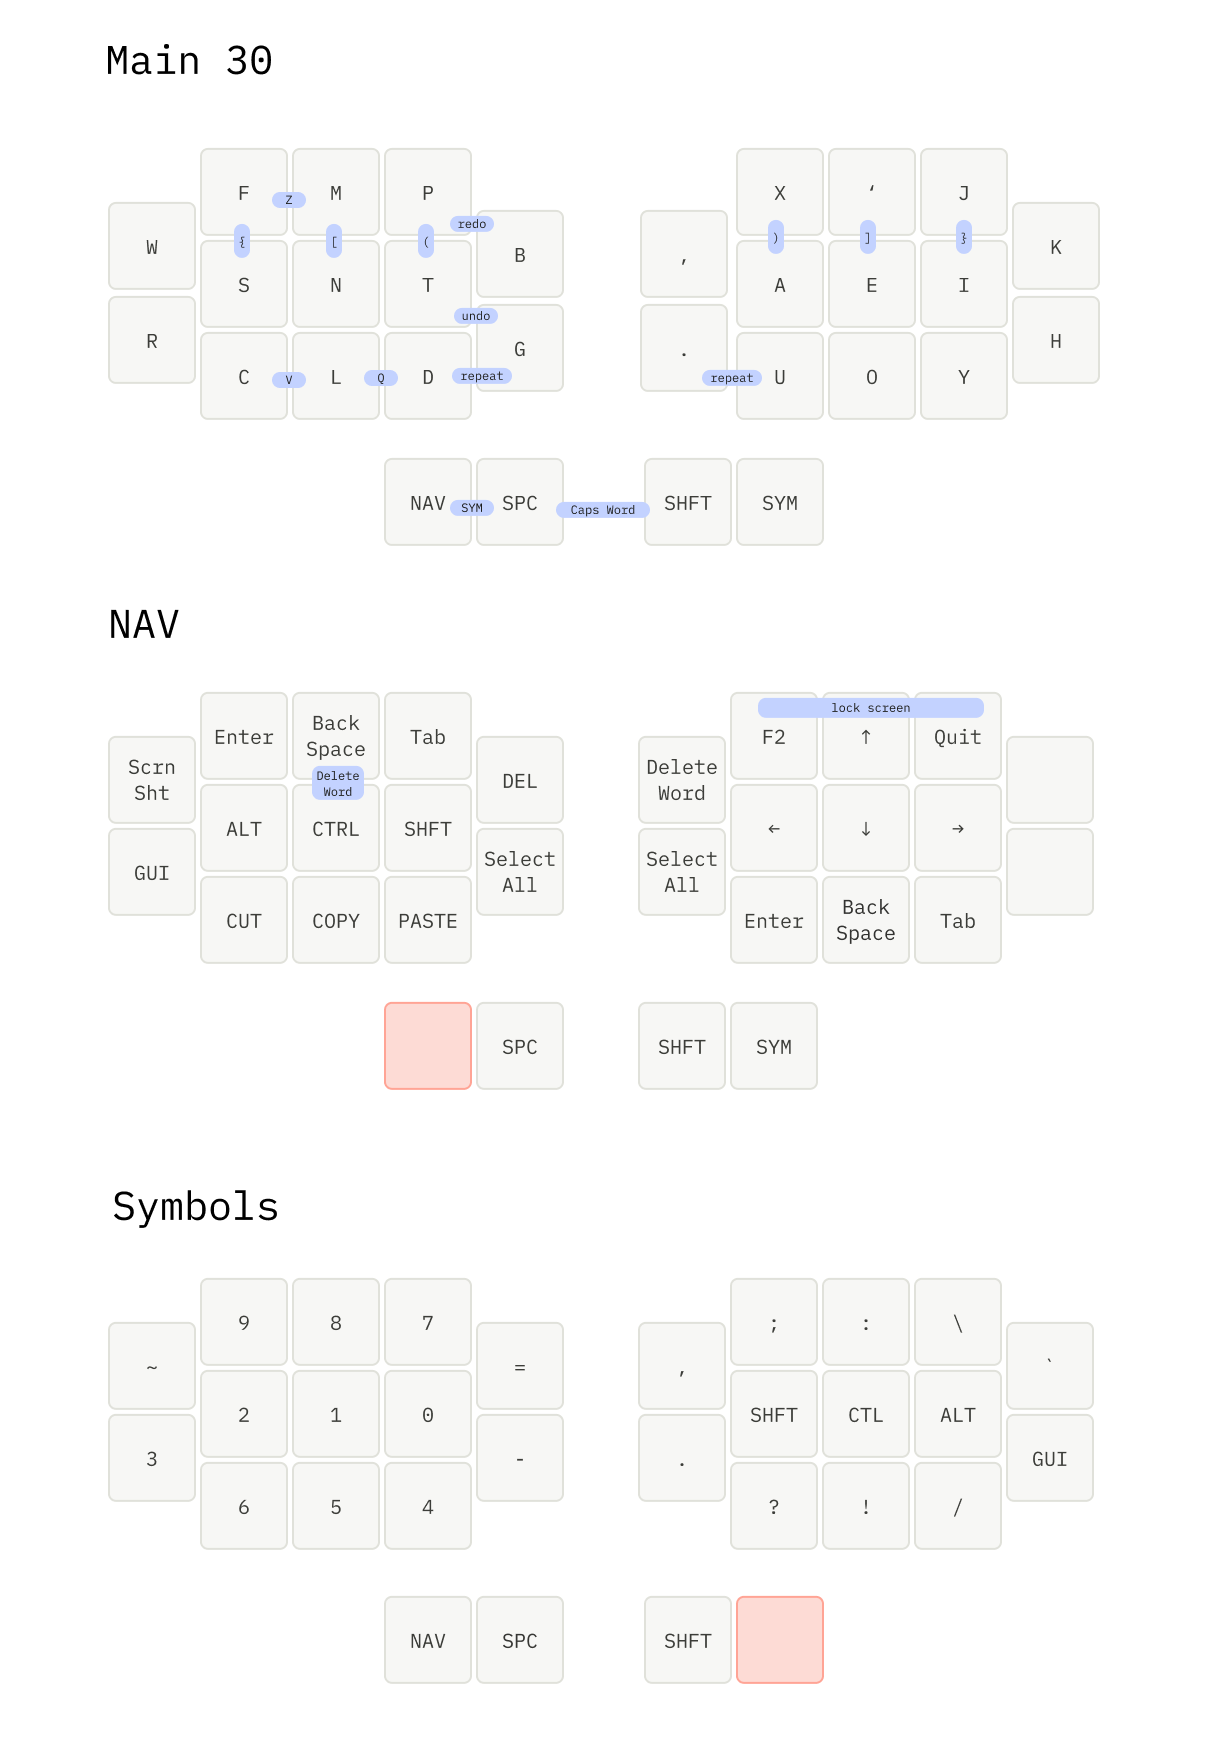 Main 30
F Z M P X ‘ J
W redo B , K
{ [ ( ) ] }
S N T A E I
R undo G . H
C V L Q D repeat repeat U O Y
NAV SYM SPC Caps Word SHFT SYM
NAV
lock screen
Enter Back Space Tab F2 ↑ Quit
Scrn Sht DEL Delete Word
Delete Word
ALT CTRL SHFT ← ↓ →
GUI Select All Select All
CUT COPY PASTE Enter Back Space Tab
SPC SHFT SYM
Symbols
9 8 7 ; : \
~ = , `
2 1 0 SHFT CTL ALT
3 - . GUI
6 5 4 ? ! /
NAV SPC SHFT